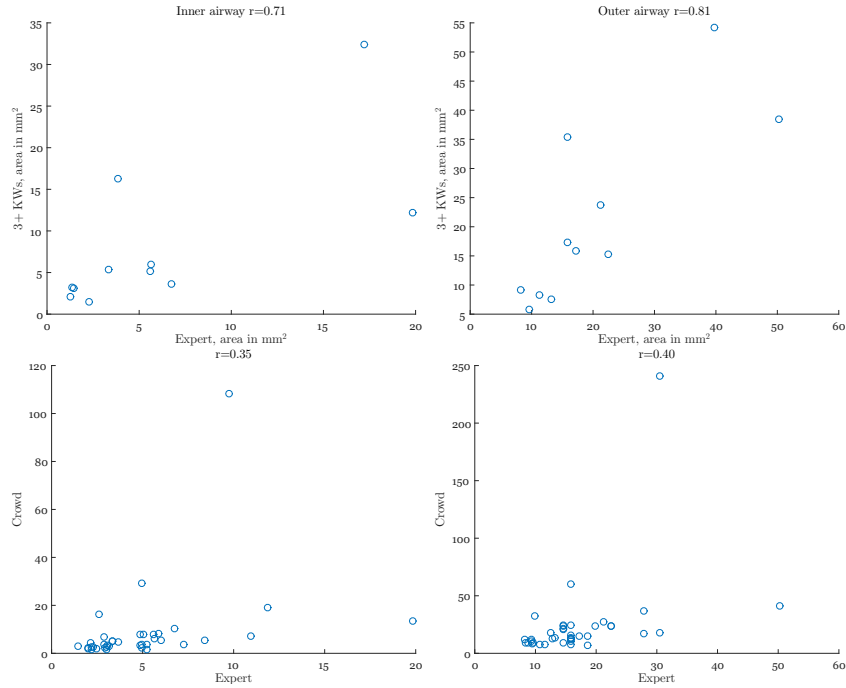 Inner airway r=0.71
35
30
25
20
15
10
5
0
3+ KWs, area in mm²
0 5 10 15 20
Expert, area in mm²
Outer airway r=0.81
55
50
45
40
35
30
25
20
15
10
5
3+ KWs, area in mm²
0 10 20 30 40 50 60
Expert, area in mm²
r=0.35
120
100
80
60
40
20
0
Crowd
0 5 10 15 20
Expert
r=0.40
250
200
150
100
50
0
Crowd
0 10 20 30 40 50 60
Expert